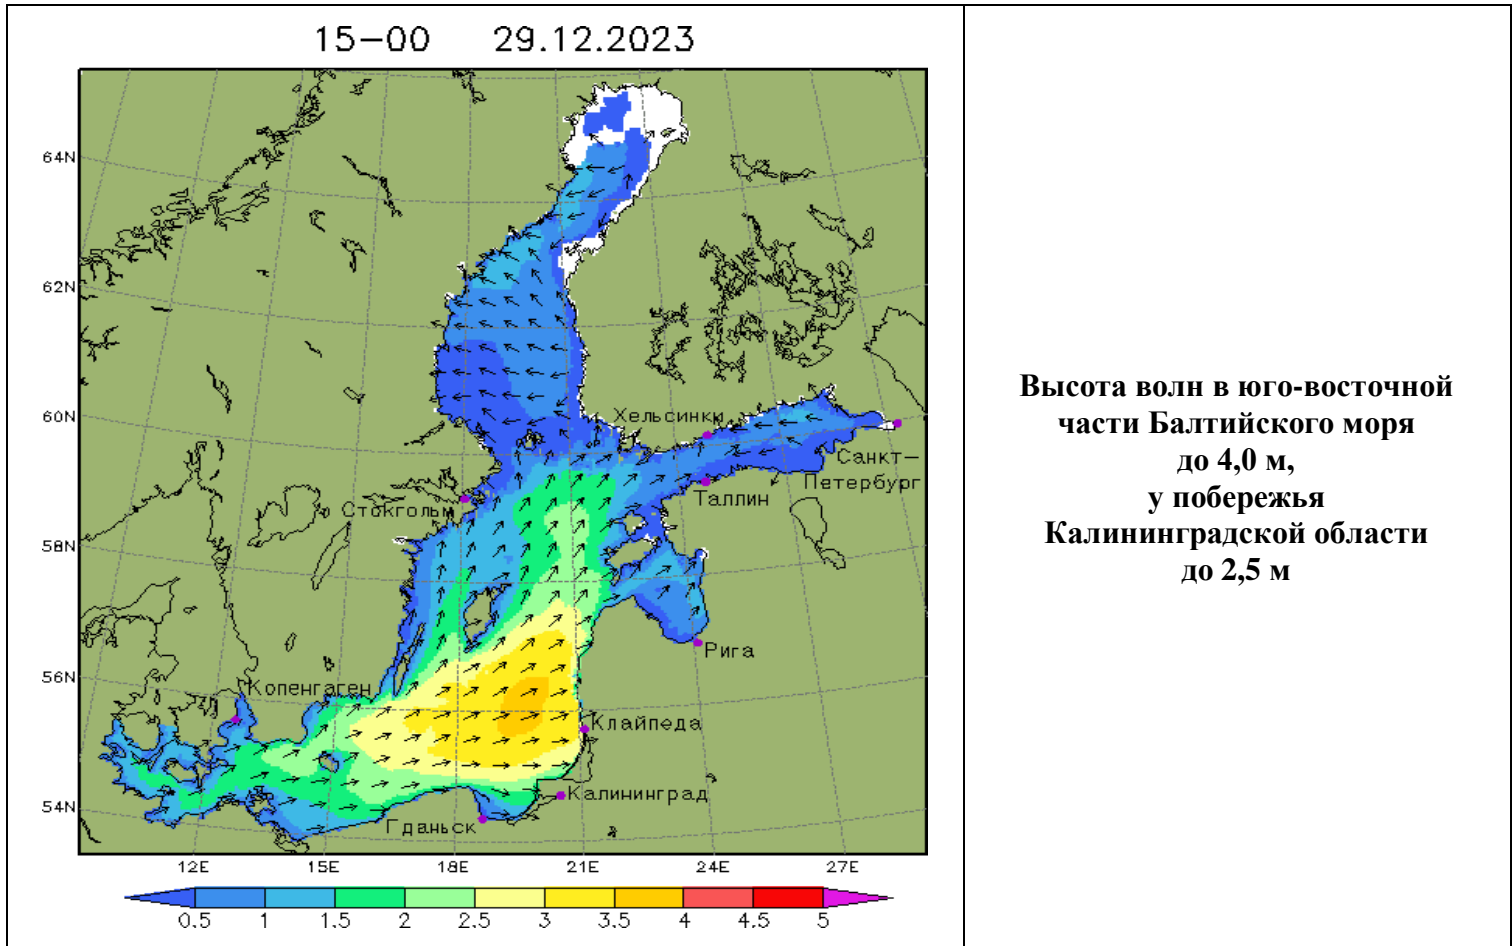 15-00 29.12.2023
64N
62N
60N
58N
56N
54N
Хельсинки
Санкт-
Петербург
Таллин
Стокгольм
Рига
Копенгаген
Клайпеда
Калининград
Гданьск
12E 15E 18E 21E 24E 27E
0.5 1 1.5 2 2.5 3 3.5 4 4.5 5
Высота волн в юго-восточной
части Балтийского моря
до 4,0 м,
у побережья
Калининградской области
до 2,5 м